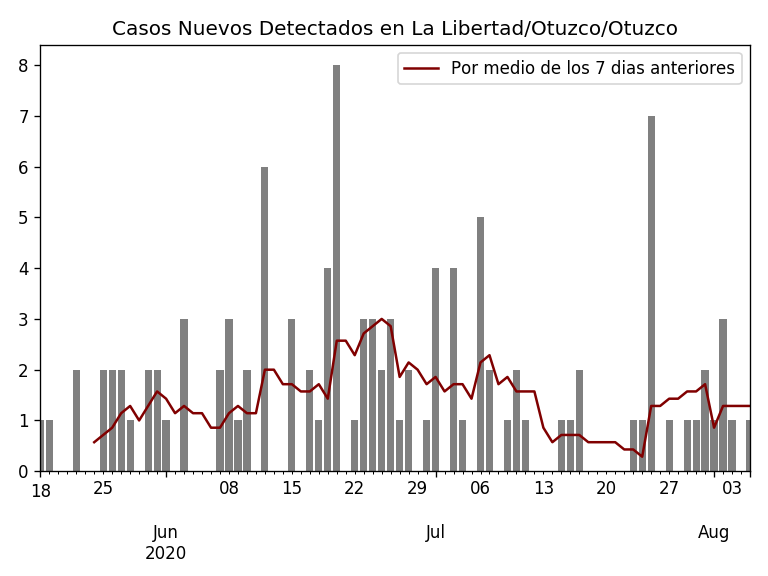 Casos Nuevos Detectados en La Libertad/Otuzco/Otuzco
Por medio de los 7 dias anteriores
8
7
6
5
4
3
2
1
0
18 25 08 15 22 29 06 13 20 27 03
Jun Jul Aug
2020